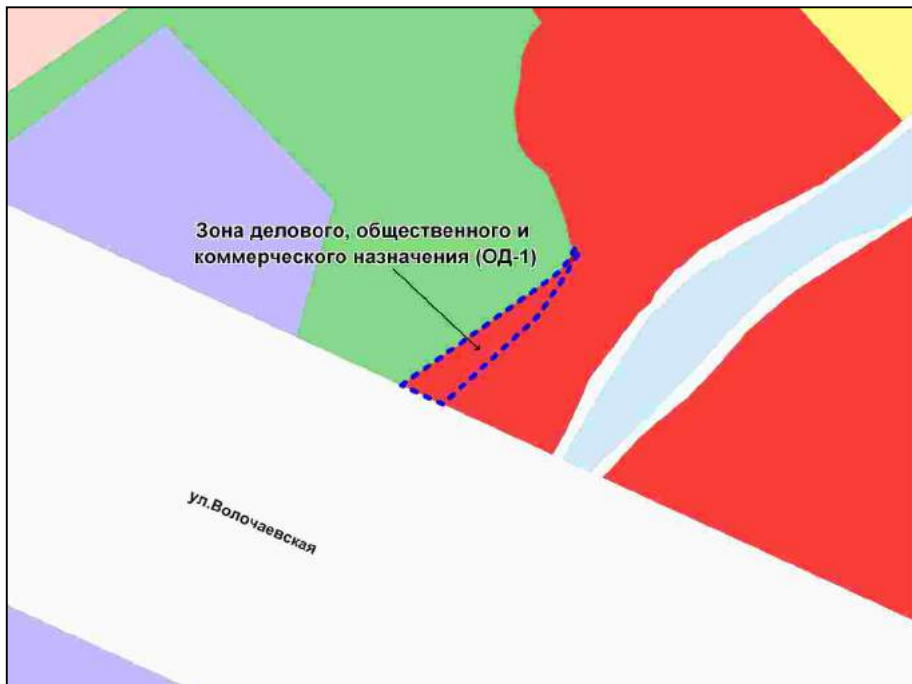 Зона делового, общественного и
коммерческого назначения (ОД-1)
ул.Волочаевская